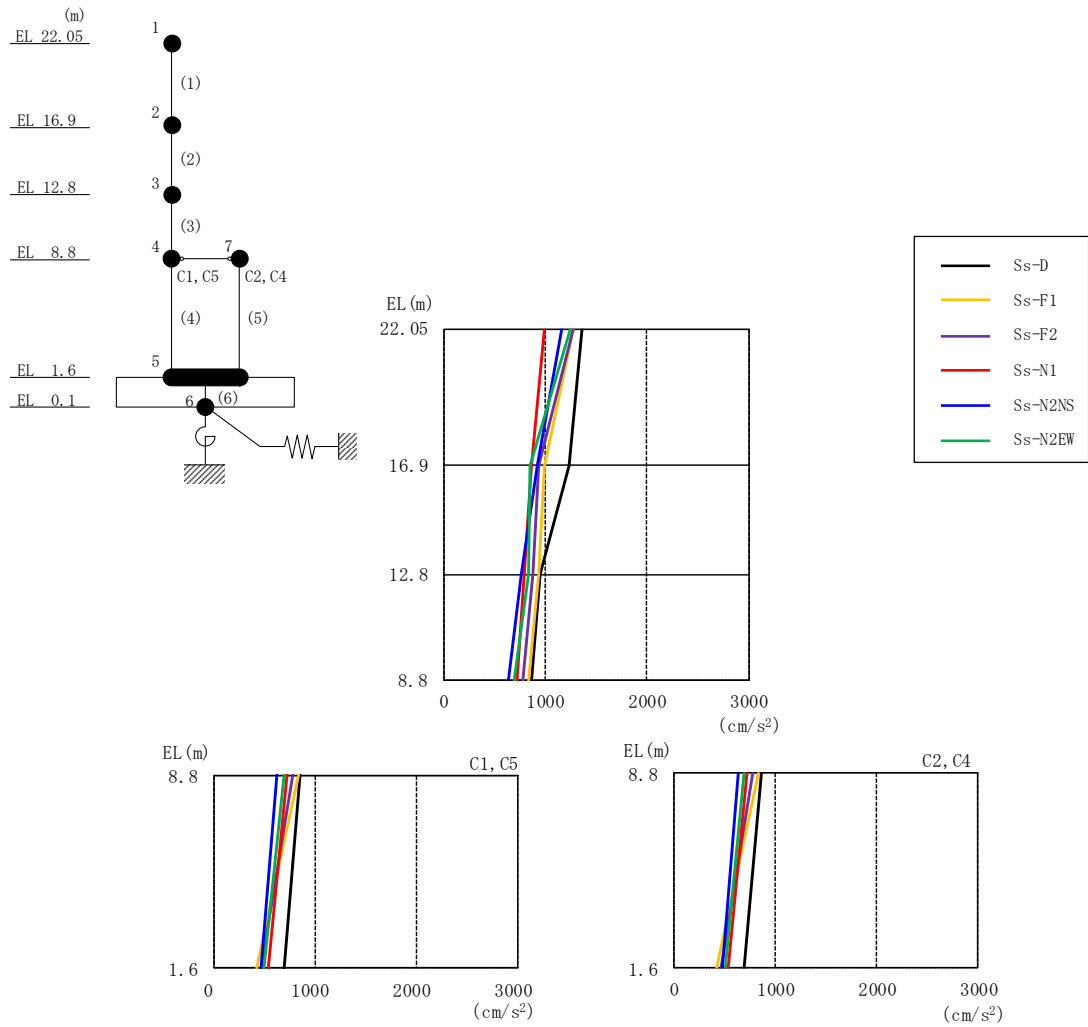 (m)
EL 22.05
1
(1)
EL 16.9
2
(2)
EL 12.8
3
(3)
EL 8.8
4
7
C1,C5
C2,C4
(4)
(5)
EL 1.6
5
EL 0.1
6
(6)
Ss-D
Ss-F1
Ss-F2
Ss-N1
Ss-N2NS
Ss-N2EW
EL(m)
22.05
16.9
12.8
8.8
0 1000 2000 3000
(cm/s²)
EL(m)
C1,C5
8.8
1.6
0 1000 2000 3000
(cm/s²)
EL(m)
C2,C4
8.8
1.6
0 1000 2000 3000
(cm/s²)